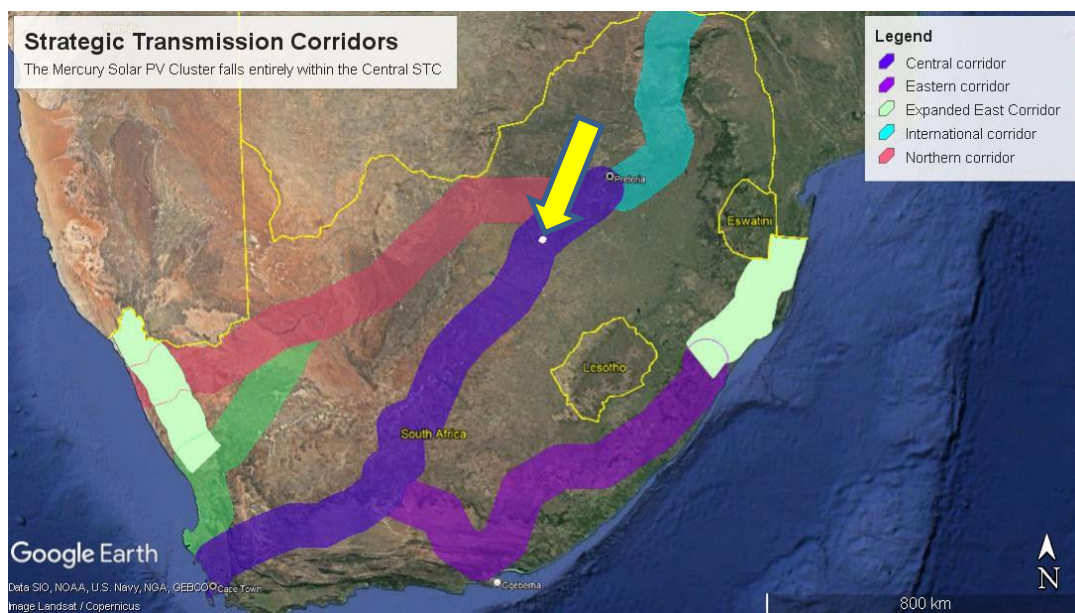 Strategic Transmission Corridors
The Mercury Solar PV Cluster falls entirely within the Central STC
Legend
Central corridor
Eastern corridor
Expanded East Corridor
International corridor
Northern corridor
Pretoria
Eswatini
Lesotho
South Africa
Google Earth
Data SIO, NOAA, U.S. Navy, NGA, GEBCO
Cape Town
Gqeberha
Image Landsat / Copernicus
800 km
N